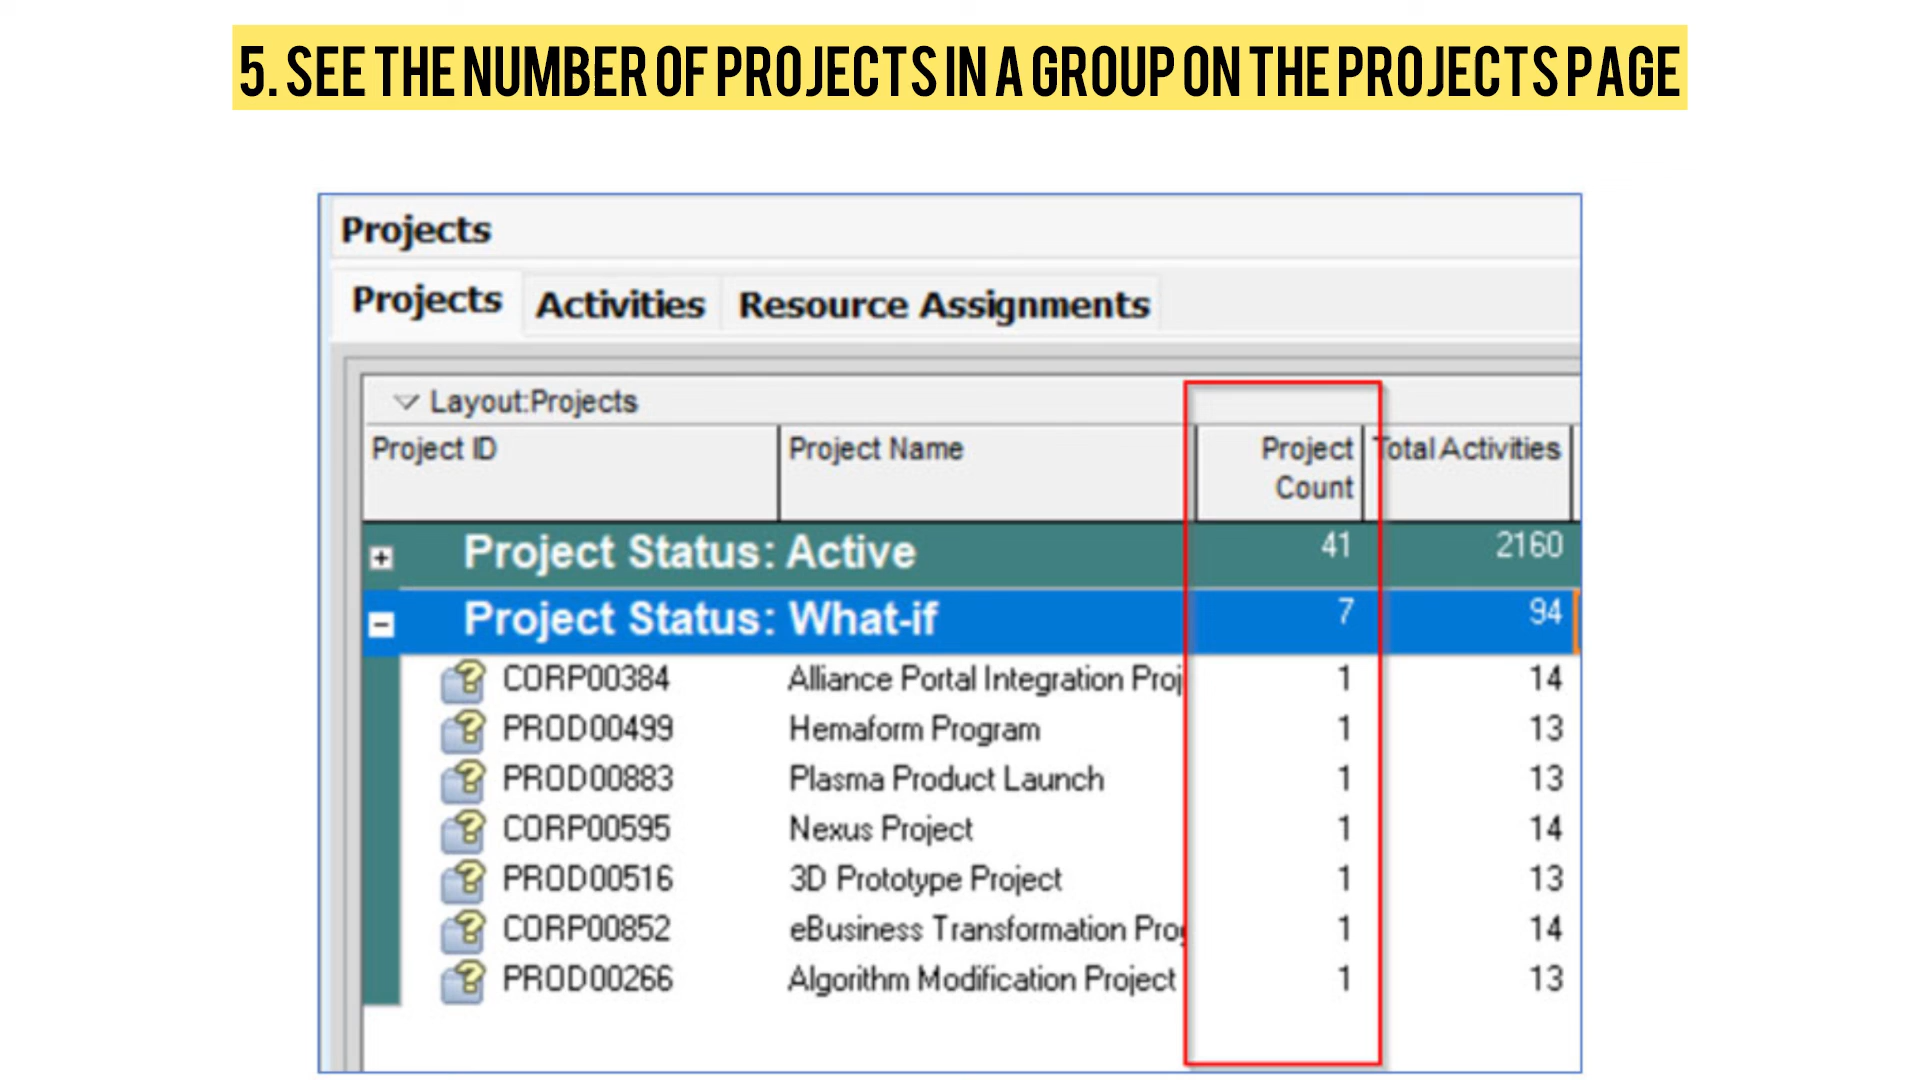 5. SEE THE NUMBER OF PROJECTS IN A GROUP ON THE PROJECTS PAGE
Projects
Projects Activities Resource Assignments
Layout:Projects
Project ID Project Name Project Count Total Activities
Project Status: Active 41 2160
Project Status: What-if 7 94
CORP00384 Alliance Portal Integration Proj 1 14
PROD00499 Hemaform Program 1 13
PROD00883 Plasma Product Launch 1 13
CORP00595 Nexus Project 1 14
PROD00516 3D Prototype Project 1 13
CORP00852 eBusiness Transformation Prog 1 14
PROD00266 Algorithm Modification Project 1 13